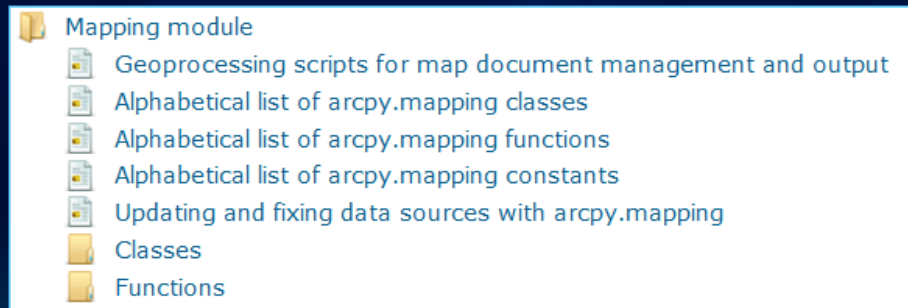 Mapping module
Geoprocessing scripts for map document management and output
Alphabetical list of arcpy.mapping classes
Alphabetical list of arcpy.mapping functions
Alphabetical list of arcpy.mapping constants
Updating and fixing data sources with arcpy.mapping
Classes
Functions